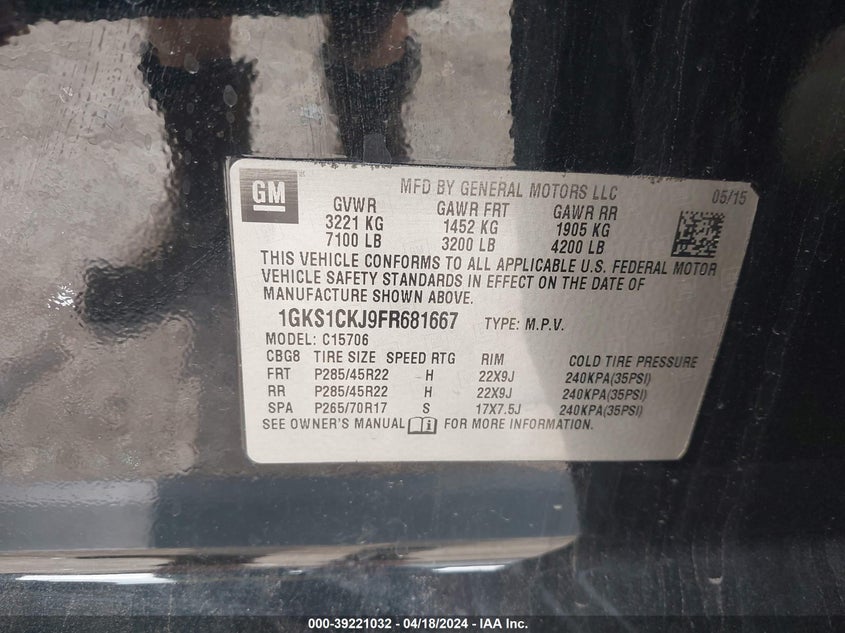 GM
MFD BY GENERAL MOTORS LLC 05/15
GVWR GAWR FRT GAWR RR
3221 KG 1452 KG 1905 KG
7100 LB 3200 LB 4200 LB
THIS VEHICLE CONFORMS TO ALL APPLICABLE U.S. FEDERAL MOTOR
VEHICLE SAFETY STANDARDS IN EFFECT ON THE DATE OF
MANUFACTURE SHOWN ABOVE.
1GKS1CKJ9FR681667 TYPE: M.P.V.
MODEL: C15706
CBG8 TIRE SIZE SPEED RTG RIM COLD TIRE PRESSURE
FRT P285/45R22 H 22X9J 240KPA(35PSI)
RR P285/45R22 H 22X9J 240KPA(35PSI)
SPA P265/70R17 S 17X7.5J 240KPA(35PSI)
SEE OWNER'S MANUAL FOR MORE INFORMATION.
000-39221032 - 04/18/2024 - IAA Inc.